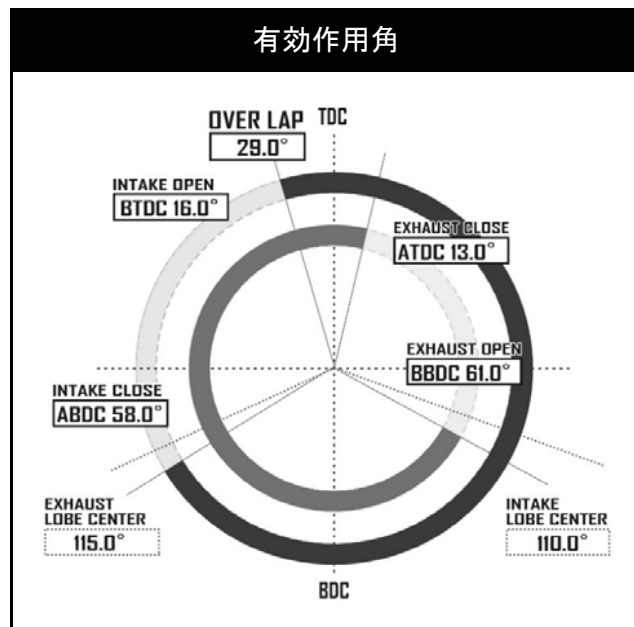 有効作用角
OVER LAP
29.0°
TDC
INTAKE OPEN
BTDC 16.0°
EXHAUST CLOSE
ATDC 13.0°
EXHAUST OPEN
BBDC 61.0°
INTAKE CLOSE
ABDC 58.0°
EXHAUST
LOBE CENTER
115.0°
INTAKE
LOBE CENTER
110.0°
BDC